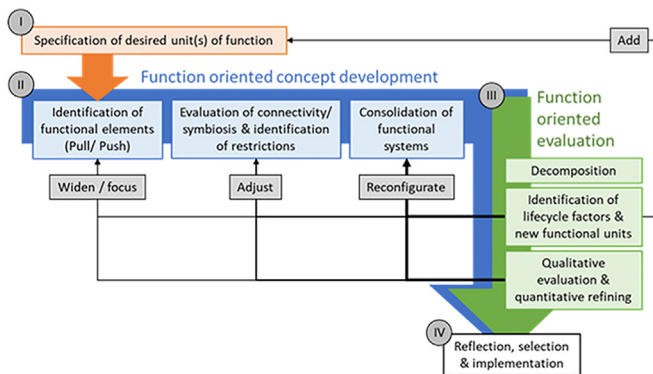 I
Specification of desired unit(s) of function
Add
II
Function oriented concept development
III
Function
oriented
evaluation
Identification of
functional elements
(Pull/ Push)
Evaluation of connectivity/
symbiosis & identification
of restrictions
Consolidation of
functional
systems
Decomposition
Widen / focus
Adjust
Reconfigurate
Identification of
lifecycle factors &
new functional units
Qualitative
evaluation &
quantitative refining
IV
Reflection, selection
& implementation